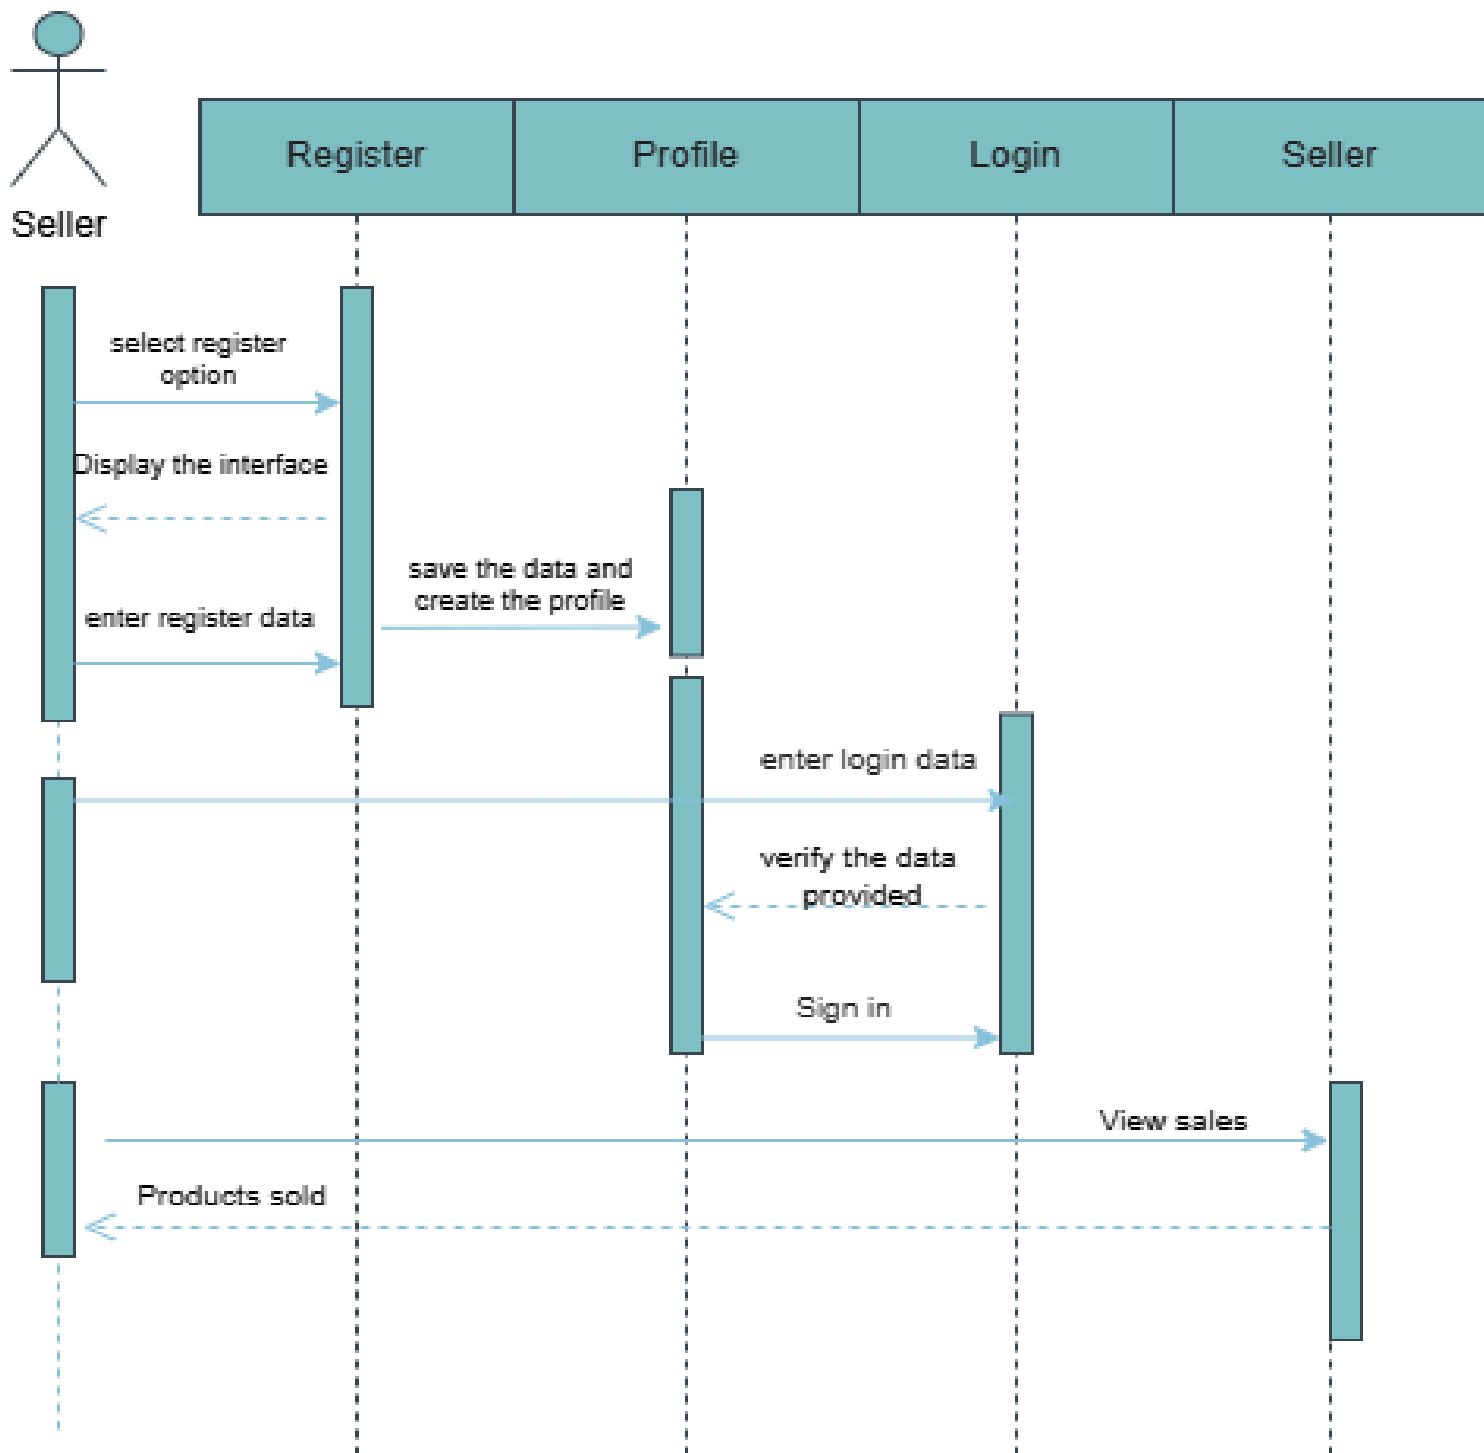 Register
Profile
Login
Seller
Seller
select register
option
Display the interface
save the data and
create the profile
enter register data
enter login data
verify the data
provided
Sign in
View sales
Products sold